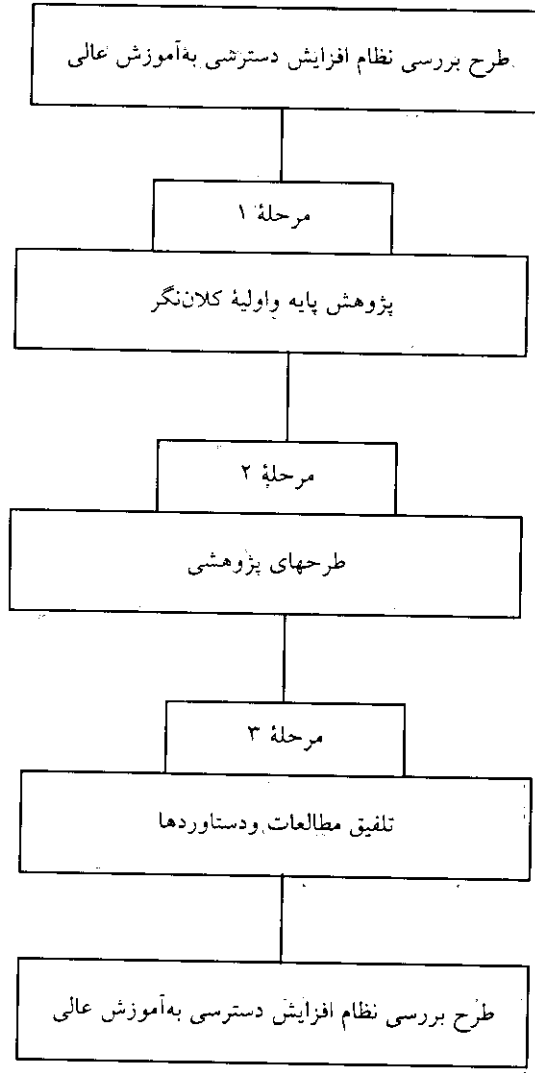 طرح بررسی نظام افزایش دسترسی به‌آموزش عالی
مرحلهٔ ۱
پژوهش پایه واولیهٔ کلان‌نگر
مرحلهٔ ۲
طرحهای پژوهشی
مرحلهٔ ۳
تلفیق مطالعات ودستاوردها
طرح بررسی نظام افزایش دسترسی به‌آموزش عالی